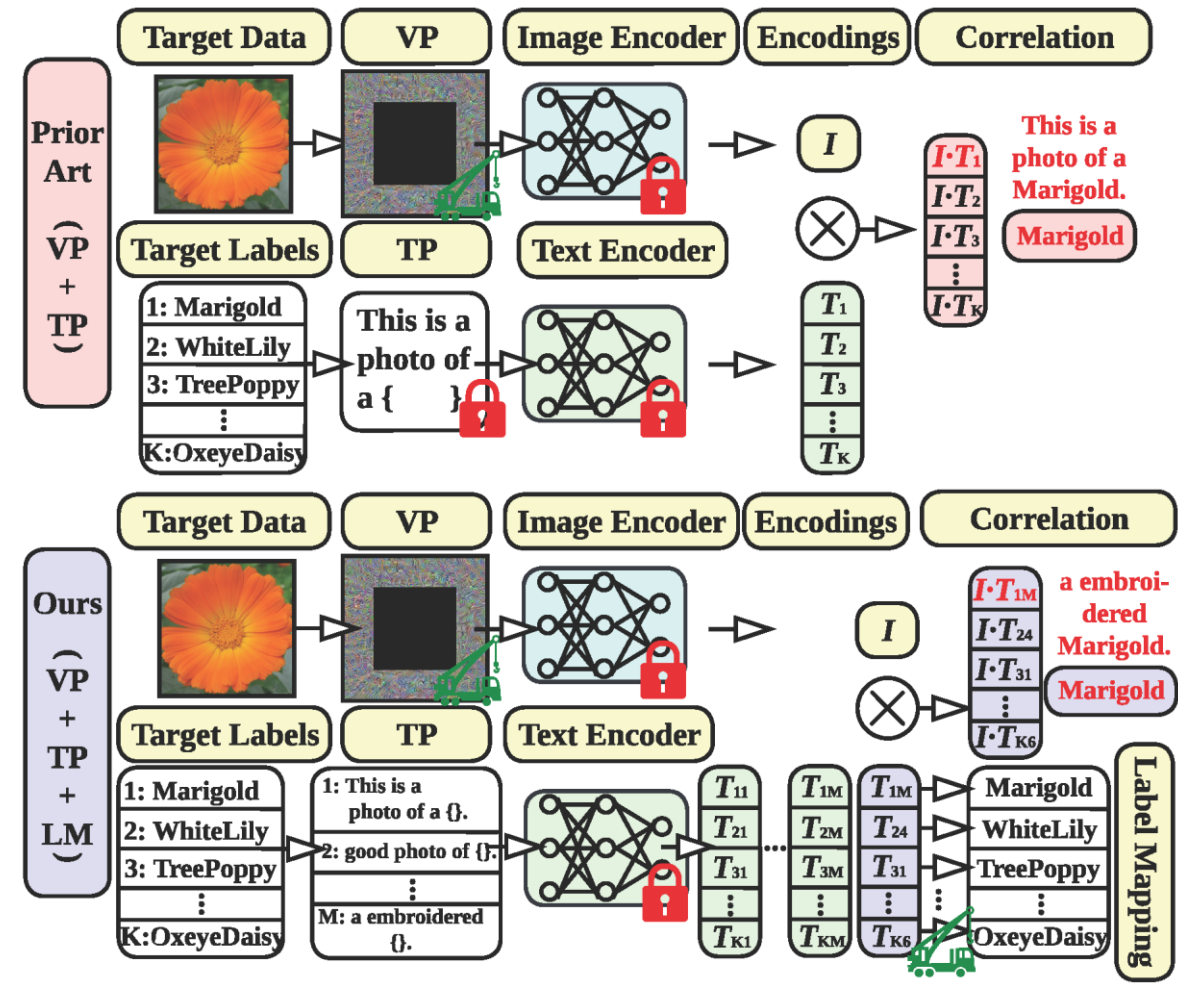 Target Data
VP
Image Encoder
Encodings
Correlation
Prior
Art
(
VP
+
TP
)
I
I·T1
I·T2
I·T3
⋮
I·TK
This is a
photo of a
Marigold.
Marigold
Target Labels
TP
Text Encoder
1: Marigold
2: WhiteLily
3: TreePoppy
⋮
K:OxeyeDaisy
This is a
photo of
a { }
T1
T2
T3
⋮
TK
Target Data
VP
Image Encoder
Encodings
Correlation
Ours
(
VP
+
TP
+
LM
)
I
I·T1M
I·T24
I·T31
⋮
I·TK6
a embroi-
dered
Marigold.
Marigold
Target Labels
TP
Text Encoder
1: Marigold
2: WhiteLily
3: TreePoppy
⋮
K:OxeyeDaisy
1: This is a
photo of a {}.
2: good photo of {}.
⋮
M: a embroidered
{}.
T11
T21
T31
⋮
TK1
...
T1M
T2M
T3M
⋮
TKM
T1M
T24
T31
⋮
TK6
Marigold
WhiteLily
TreePoppy
⋮
OxeyeDaisy
Label Mapping